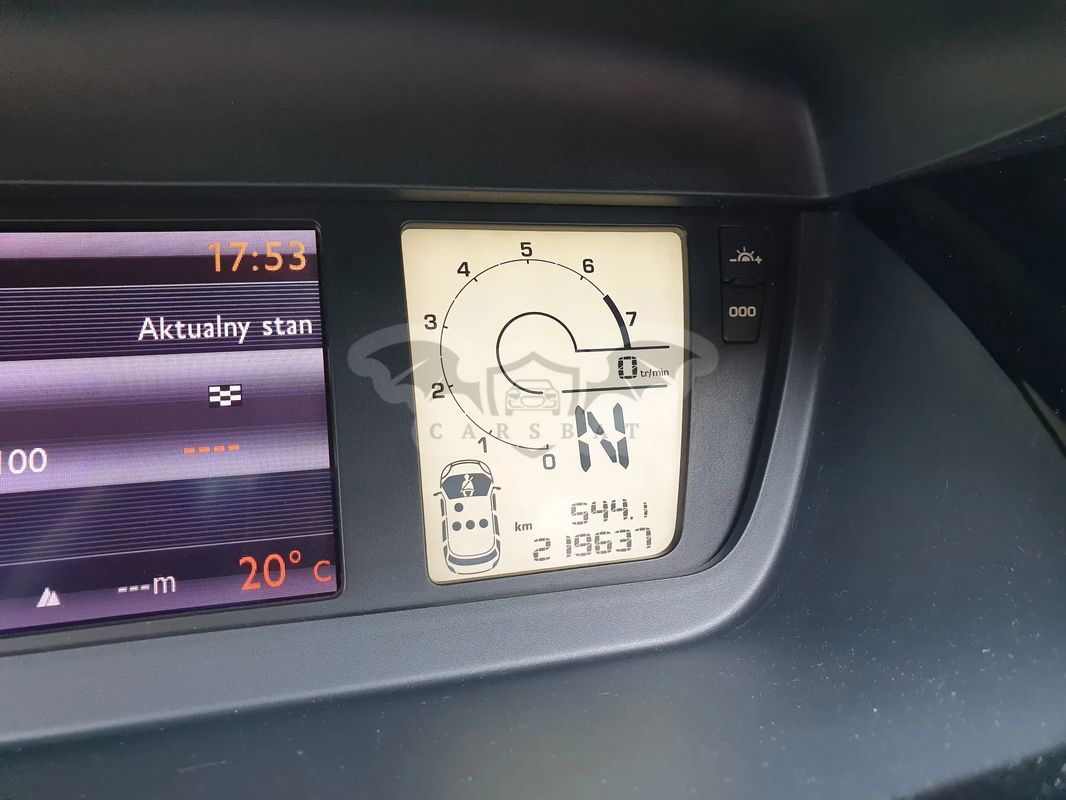 17:53
Aktualny stan
100
----
---m
20° C
5
4
6
3
7
0 tr/min
2
N
CARSBAT
1
0
544.1
km
219637
- +
000